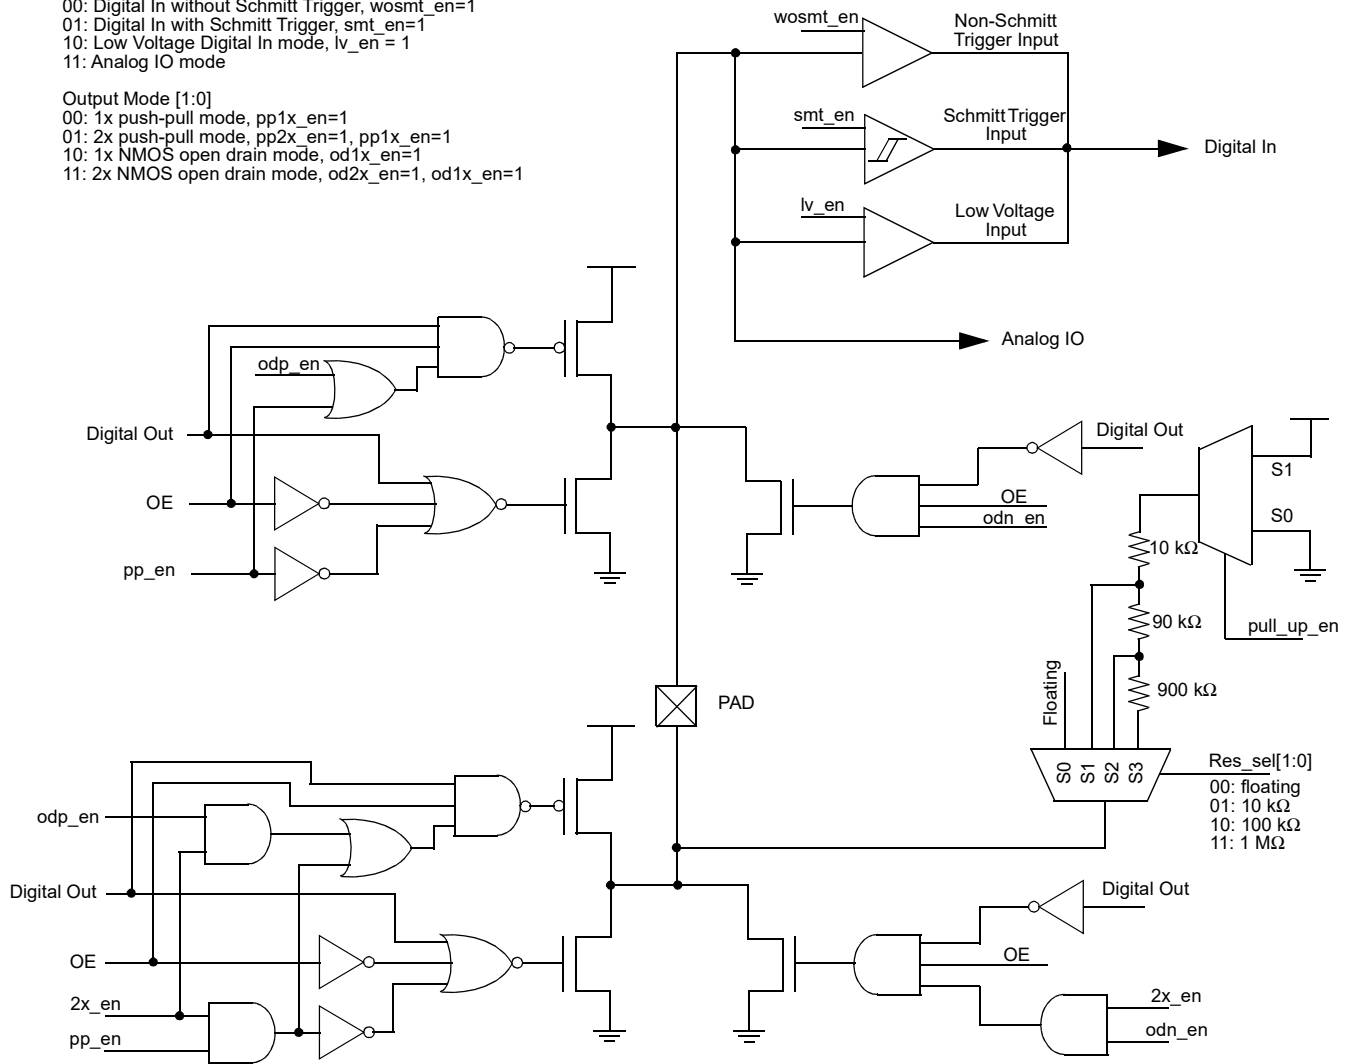 00: Digital In without Schmitt Trigger, wosmt_en=1
01: Digital In with Schmitt Trigger, smt_en=1
10: Low Voltage Digital In mode, lv_en = 1
11: Analog IO mode
Output Mode [1:0]
00: 1x push-pull mode, pp1x_en=1
01: 2x push-pull mode, pp2x_en=1, pp1x_en=1
10: 1x NMOS open drain mode, od1x_en=1
11: 2x NMOS open drain mode, od2x_en=1, od1x_en=1
wosmt_en
Non-Schmitt
Trigger Input
smt_en
Schmitt Trigger
Input
Digital In
lv_en
Low Voltage
Input
Analog IO
odp_en
Digital Out
OE
pp_en
Digital Out
OE
odn_en
S1
S0
10 kΩ
90 kΩ
pull_up_en
900 kΩ
Floating
PAD
S0
S1
S2
S3
Res_sel[1:0]
00: floating
01: 10 kΩ
10: 100 kΩ
11: 1 MΩ
odp_en
Digital Out
OE
2x_en
pp_en
Digital Out
OE
2x_en
odn_en